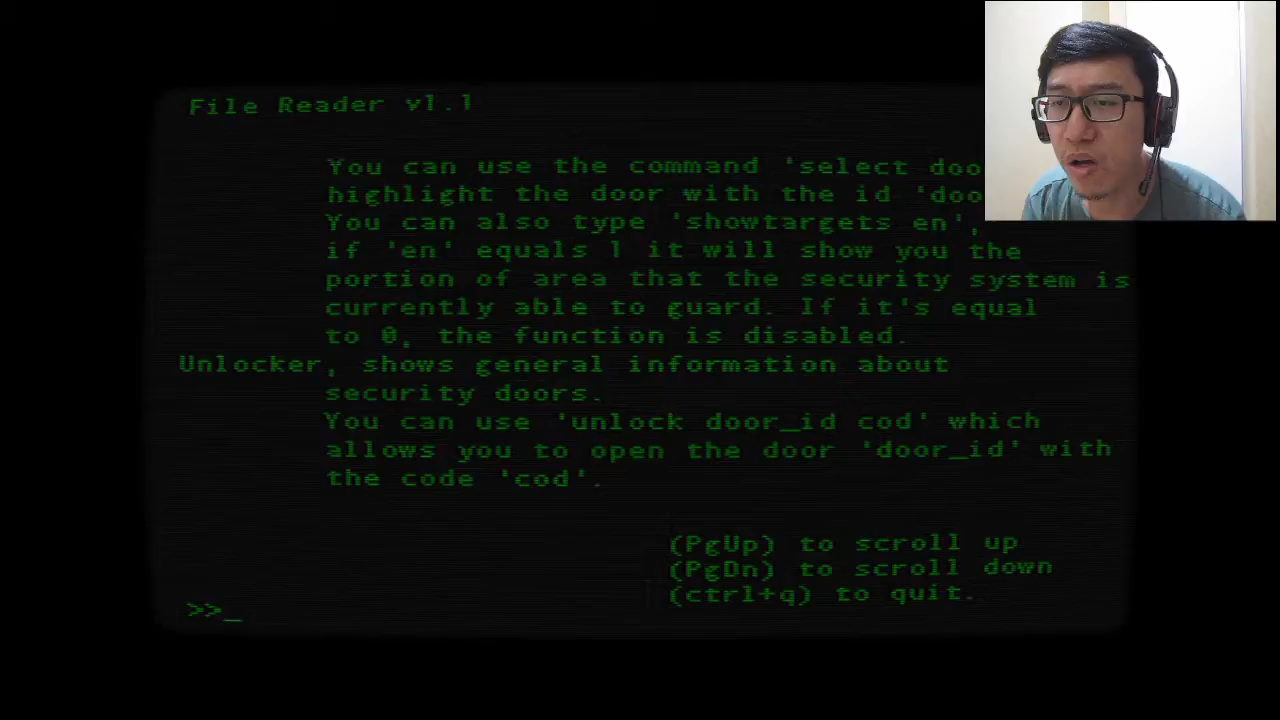 File Reader v1.1
You can use the command 'select
highlight the door with the id
You can also type 'showtargets en',
if 'en' equals 1 it will show you the
portion of area that the security system is
currently able to guard. If it's equal
to 0, the function is disabled.
Unlocker, shows general information about
security doors.
You can use 'unlock door_id cod' which
allows you to open the door 'door_id' with
the code 'cod'.
(PgUp) to scroll up
(PgDn) to scroll down
(ctrl+q) to quit.
>>_